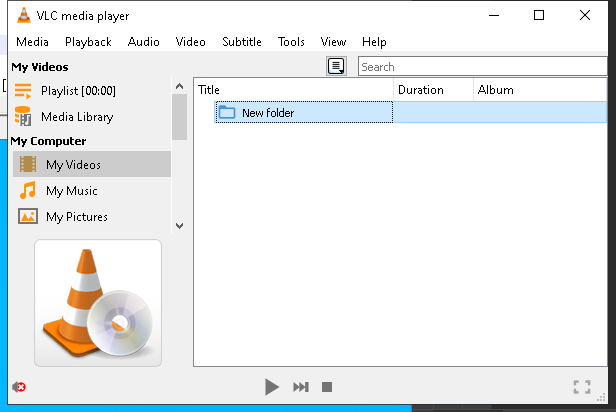 VLC media player
Media Playback Audio Video Subtitle Tools View Help
My Videos
Search
Playlist [00:00]
Media Library
My Computer
My Videos
My Music
My Pictures
Title Duration Album
New folder